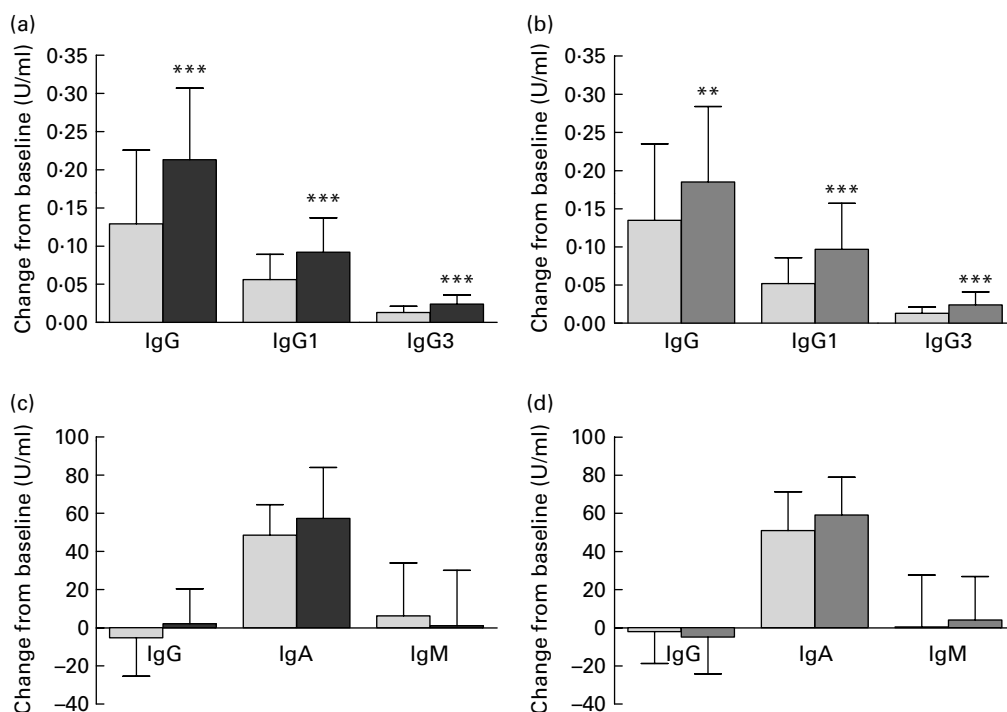 (a)
Change from baseline (U/ml)
0·35
0·30
0·25
0·20
0·15
0·10
0·05
0·00
***
***
***
IgG
IgG1
IgG3
(b)
Change from baseline (U/ml)
0·35
0·30
0·25
0·20
0·15
0·10
0·05
0·00
**
***
***
IgG
IgG1
IgG3
(c)
Change from baseline (U/ml)
100
80
60
40
20
0
–20
–40
IgG
IgA
IgM
(d)
Change from baseline (U/ml)
100
80
60
40
20
0
–20
–40
IgG
IgA
IgM